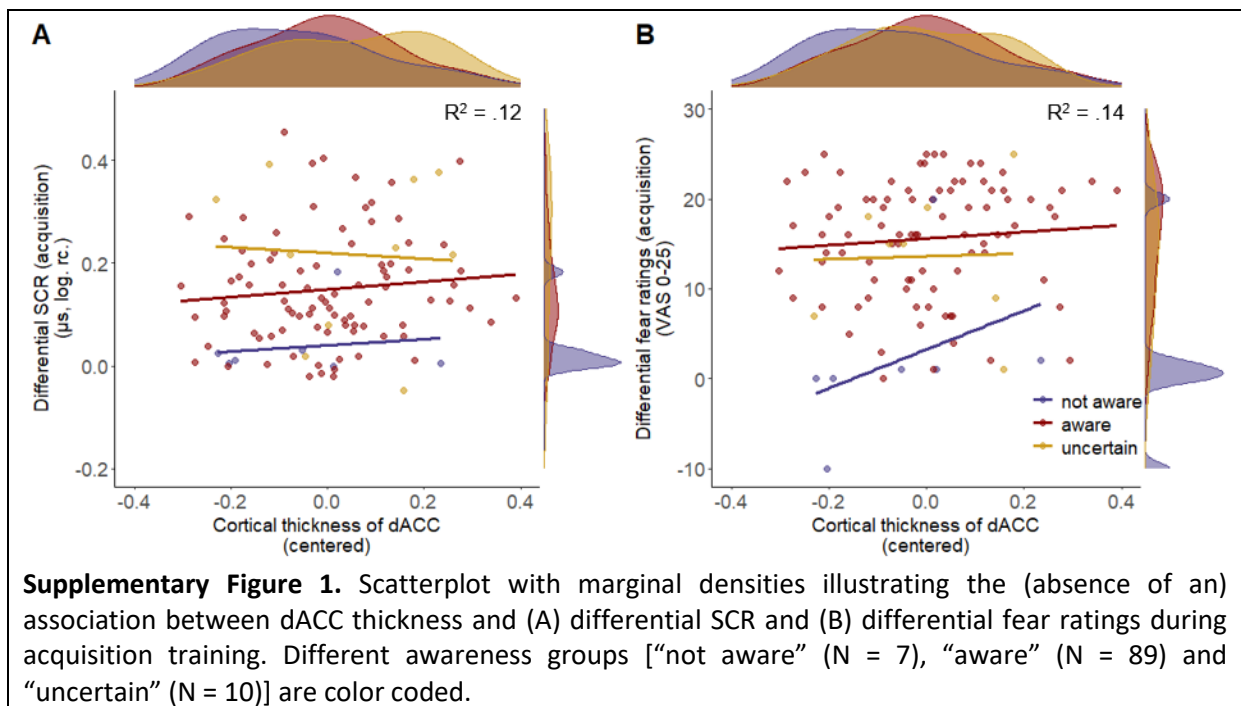 A
R² = .12
Differential SCR (acquisition)
(µs, log. rc.)
0.4
0.2
0.0
-0.2
-0.4
-0.2
0.0
0.2
0.4
Cortical thickness of dACC
(centered)
B
R² = .14
Differential fear ratings (acquisition)
(VAS 0-25)
30
20
10
0
-10
not aware
aware
uncertain
-0.4
-0.2
0.0
0.2
0.4
Cortical thickness of dACC
(centered)
Supplementary Figure 1. Scatterplot with marginal densities illustrating the (absence of an)
association between dACC thickness and (A) differential SCR and (B) differential fear ratings during
acquisition training. Different awareness groups [“not aware” (N = 7), “aware” (N = 89) and
“uncertain” (N = 10)] are color coded.